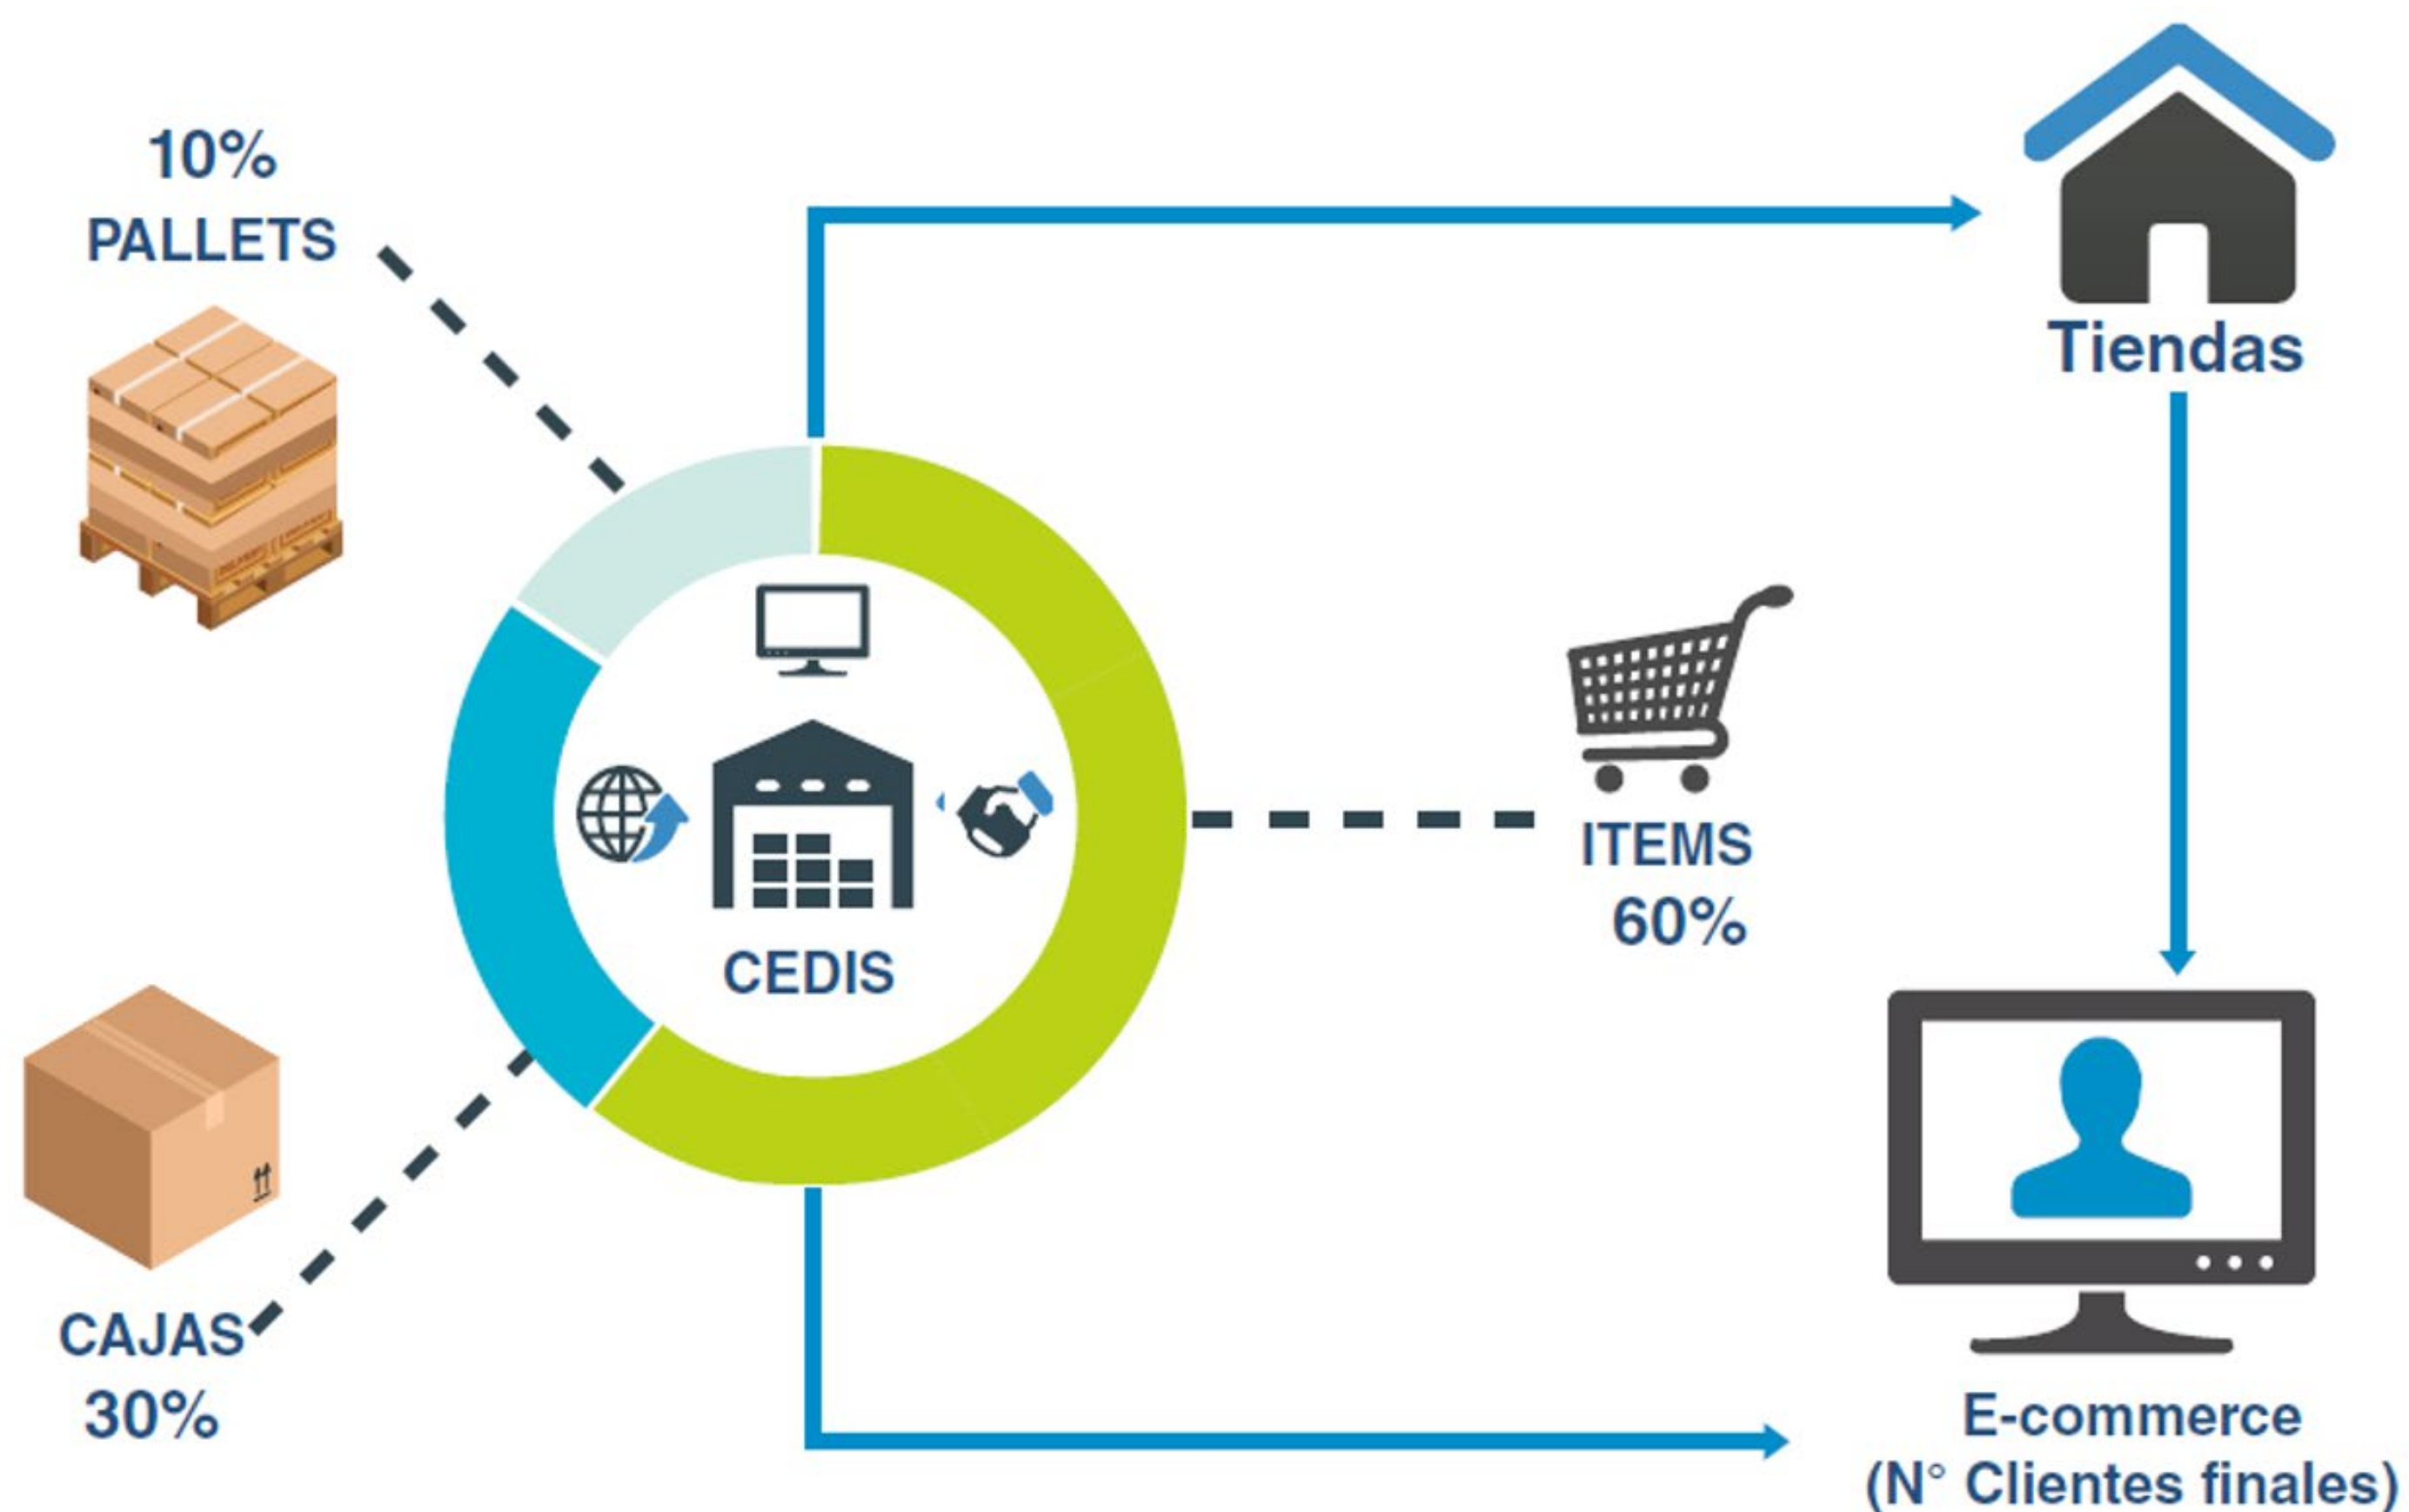 10%
PALLETS
Tiendas
ITEMS
60%
CEDIS
CAJAS
30%
E-commerce
(N° Clientes finales)